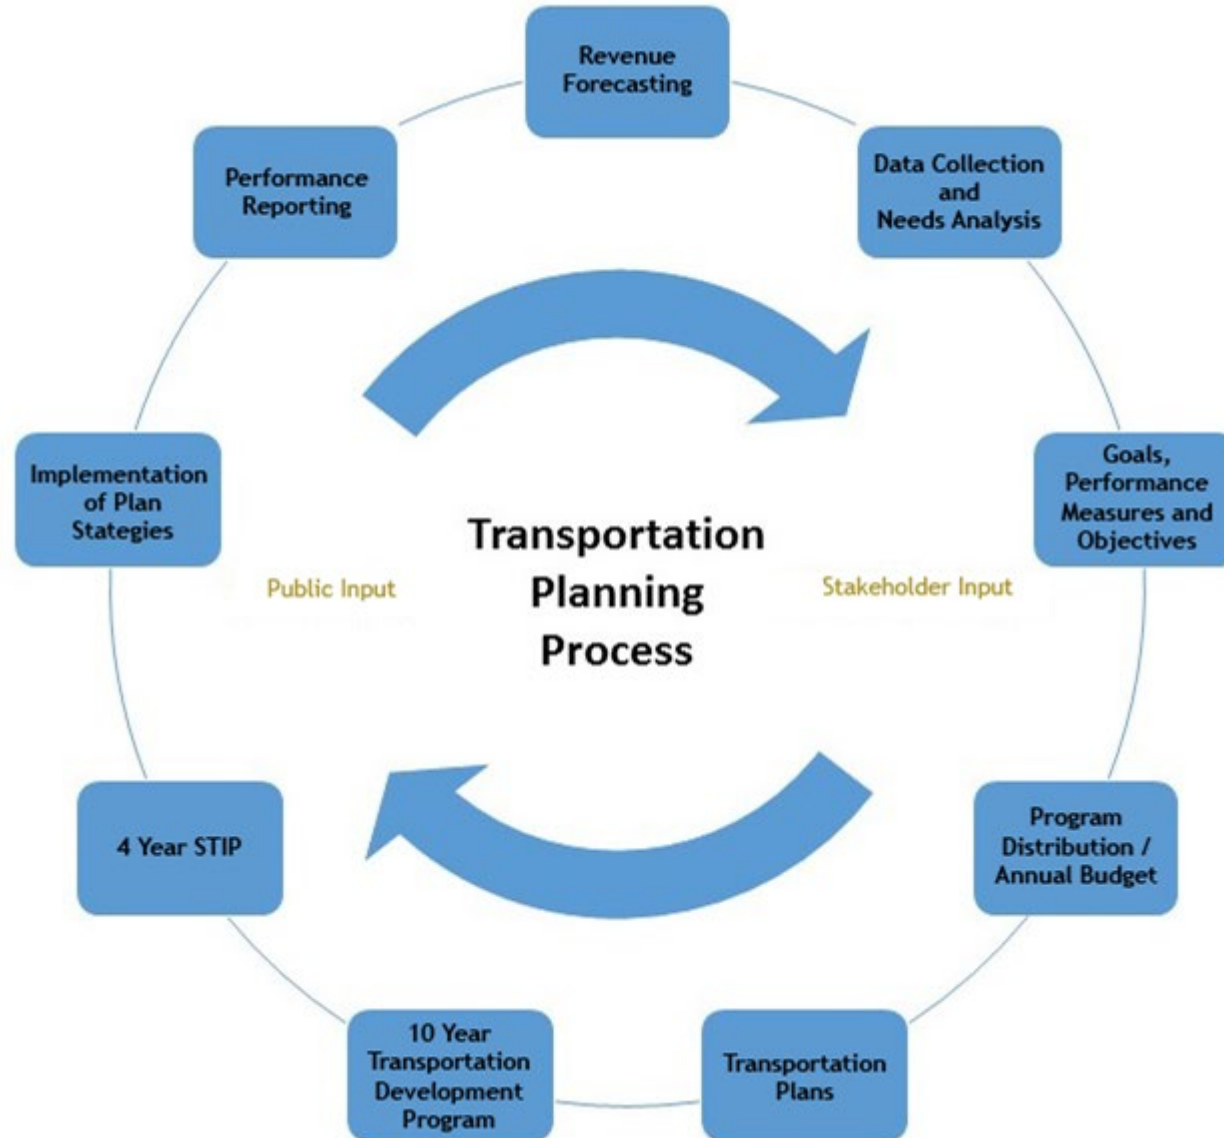 Revenue
Forecasting
Data Collection
and
Needs Analysis
Goals,
Performance
Measures and
Objectives
Program
Distribution /
Annual Budget
Transportation
Plans
10 Year
Transportation
Development
Program
4 Year STIP
Implementation
of Plan
Stategies
Performance
Reporting
Transportation
Planning
Process
Public Input
Stakeholder Input